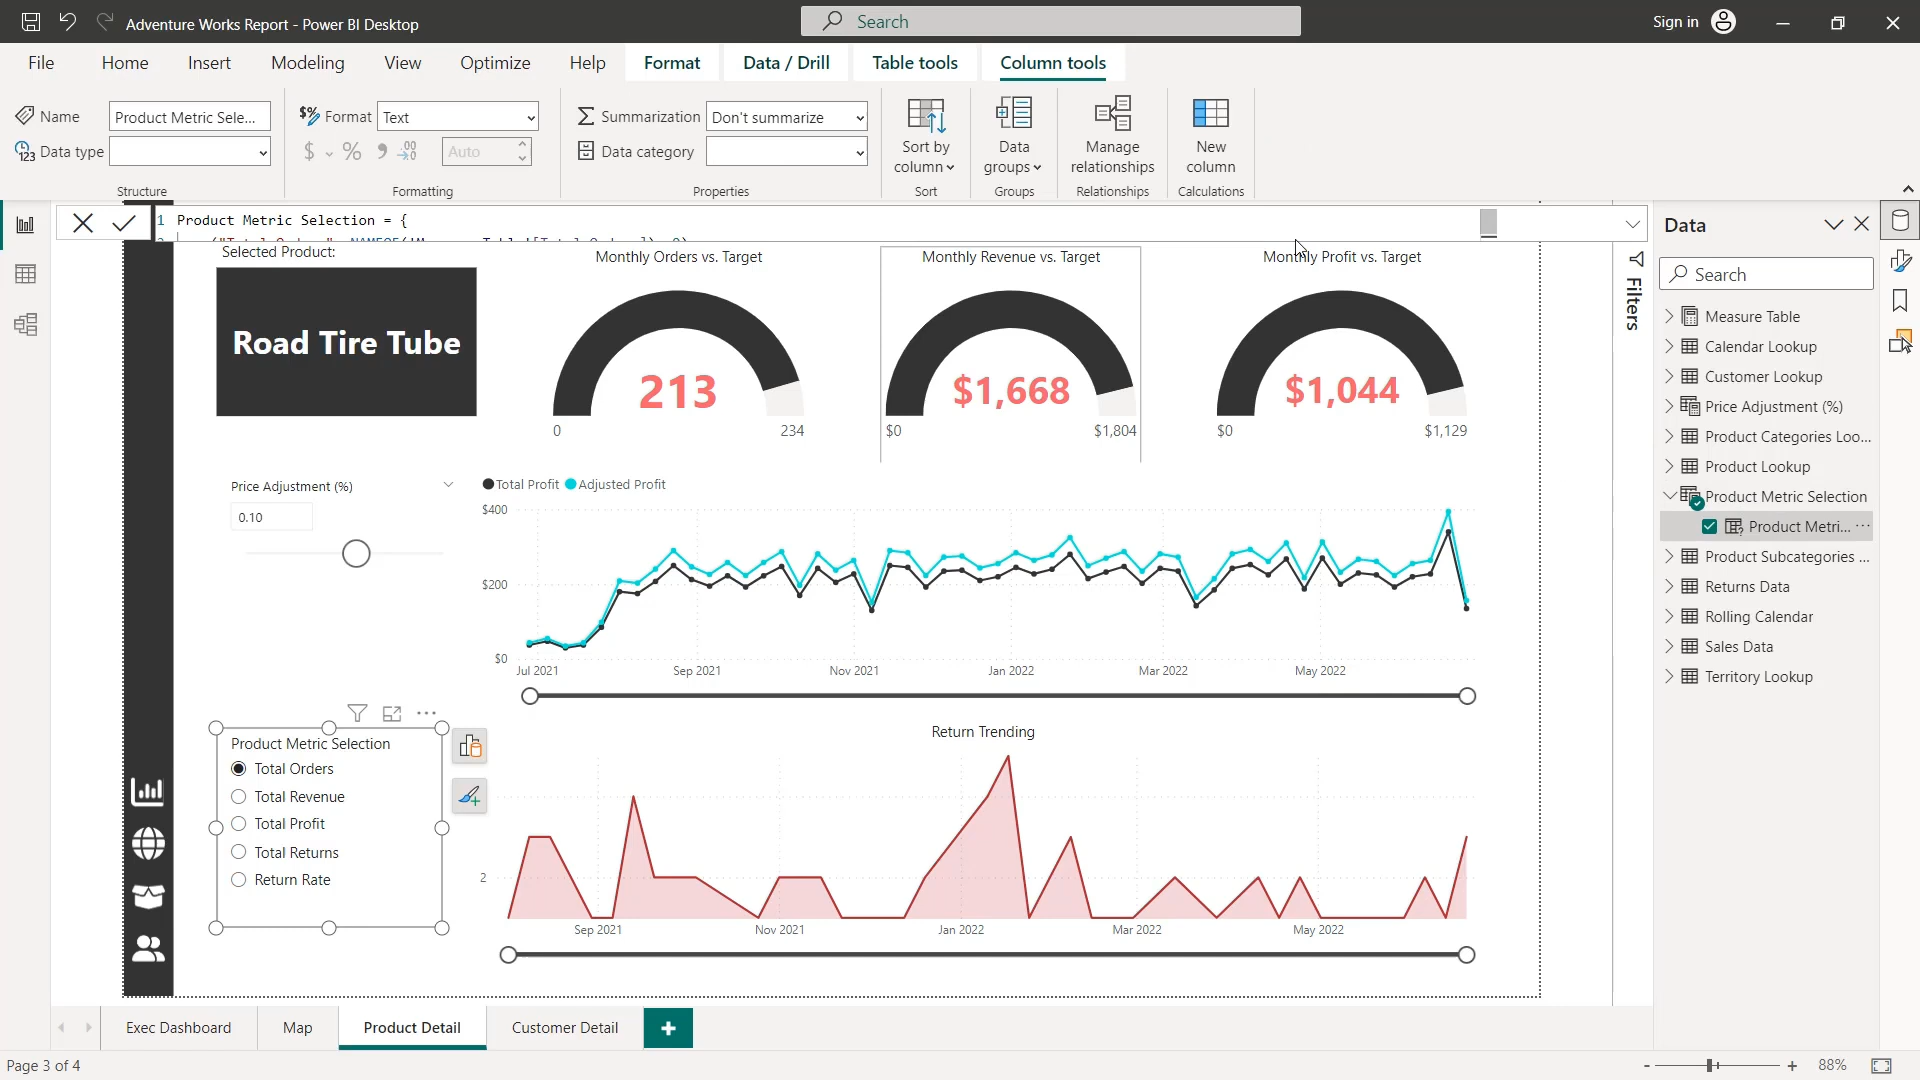 Adventure Works Report - Power BI Desktop
Search
Sign in
File Home Insert Modeling View Optimize Help Format Data / Drill Table tools Column tools
Name Product Metric Sele...
Data type
Structure
Format Text
$ % 9 .00 Auto
Formatting
Summarization Don't summarize
Data category
Properties
Sort by
column
Sort
Data
groups
Groups
Manage
relationships
Relationships
New
column
Calculations
1 Product Metric Selection = {
Selected Product:
Road Tire Tube
Monthly Orders vs. Target
213
0 234
Monthly Revenue vs. Target
$1,668
$0 $1,804
Monthly Profit vs. Target
$1,044
$0 $1,129
Price Adjustment (%)
0.10
Total Profit Adjusted Profit
$400
$200
$0
Jul 2021 Sep 2021 Nov 2021 Jan 2022 Mar 2022 May 2022
Product Metric Selection
Total Orders
Total Revenue
Total Profit
Total Returns
Return Rate
Return Trending
2
Sep 2021 Nov 2021 Jan 2022 Mar 2022 May 2022
Filters
Data
Search
Measure Table
Calendar Lookup
Customer Lookup
Price Adjustment (%)
Product Categories Loo...
Product Lookup
Product Metric Selection
Product Metri... ...
Product Subcategories ...
Returns Data
Rolling Calendar
Sales Data
Territory Lookup
Exec Dashboard Map Product Detail Customer Detail +
Page 3 of 4
- + 88%